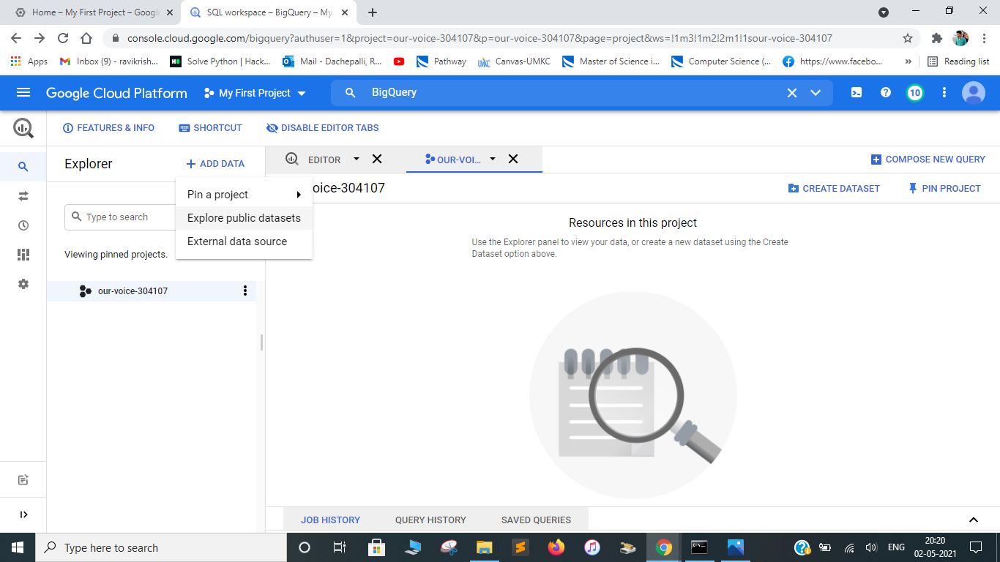 Home – My First Project – Google
SQL workspace – BigQuery – My
console.cloud.google.com/bigquery?authuser=1&project=our-voice-304107&p=our-voice-304107&page=project&ws=!1m3!1m2!2m1!1sour-voice-304107
Apps
Inbox (9) - ravikrish...
Solve Python | Hack...
Mail - Dachepalli, R...
Pathway
Canvas-UMKC
Master of Science i...
Computer Science (...
https://www.facebo...
»
Reading list
Google Cloud Platform
My First Project
BigQuery
10
FEATURES & INFO
SHORTCUT
DISABLE EDITOR TABS
Explorer
+ ADD DATA
EDITOR
OUR-VOI...
COMPOSE NEW QUERY
Pin a project
Explore public datasets
External data source
oice-304107
CREATE DATASET
PIN PROJECT
Type to search
Viewing pinned projects.
our-voice-304107
Resources in this project
Use the Explorer panel to view your data, or create a new dataset using the Create
Dataset option above.
JOB HISTORY
QUERY HISTORY
SAVED QUERIES
Type here to search
ENG
20:20
02-05-2021